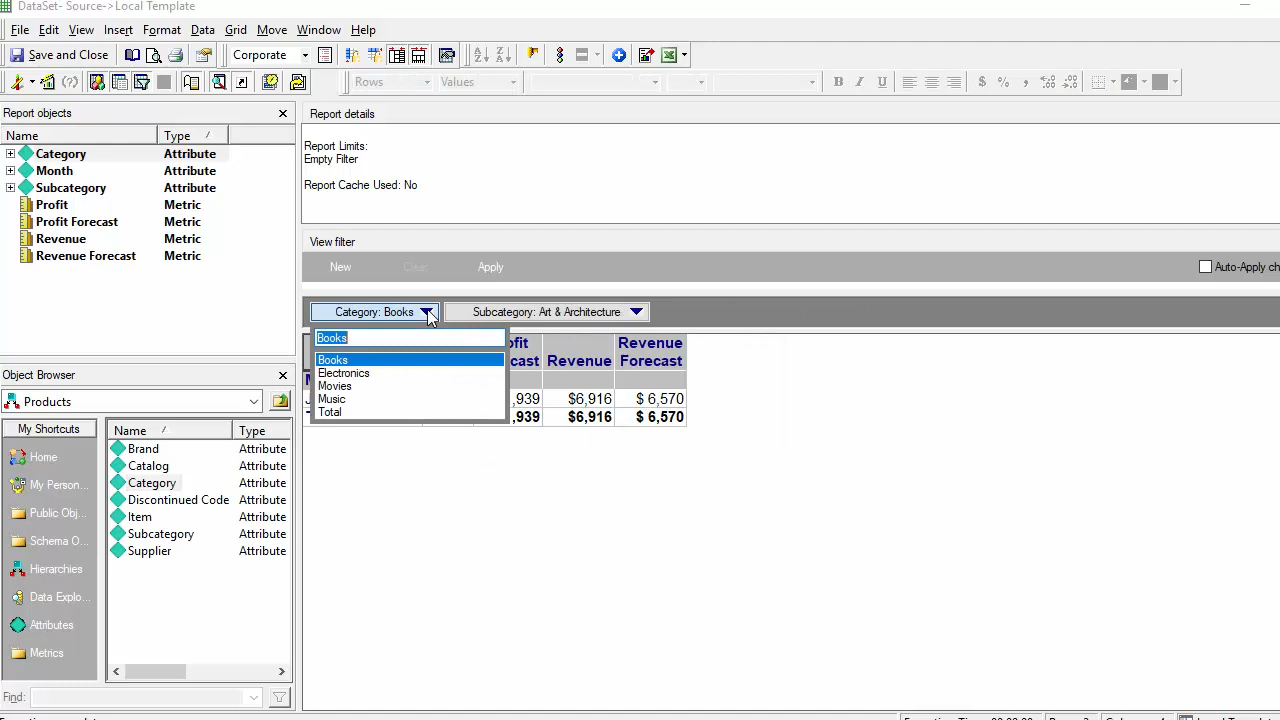 DataSet- Source->Local Template
File Edit View Insert Format Data Grid Move Window Help
Save and Close Corporate
Rows Values B I U $ %
Report objects
Name Type
Category Attribute
Month Attribute
Subcategory Attribute
Profit Metric
Profit Forecast Metric
Revenue Metric
Revenue Forecast Metric
Report details
Report Limits:
Empty Filter
Report Cache Used: No
View filter
New Clear Apply Auto-Apply ch
Category: Books Subcategory: Art & Architecture
Books
Books
Electronics
Movies
Music
Total
ofit Revenue
cast Revenue Forecast
,939 $6,916 $ 6,570
,939 $6,916 $ 6,570
Object Browser
Products
My Shortcuts
Home
My Person...
Public Obj...
Schema O...
Hierarchies
Data Explo...
Attributes
Metrics
Name Type
Brand Attribute
Catalog Attribute
Category Attribute
Discontinued Code Attribute
Item Attribute
Subcategory Attribute
Supplier Attribute
Find: